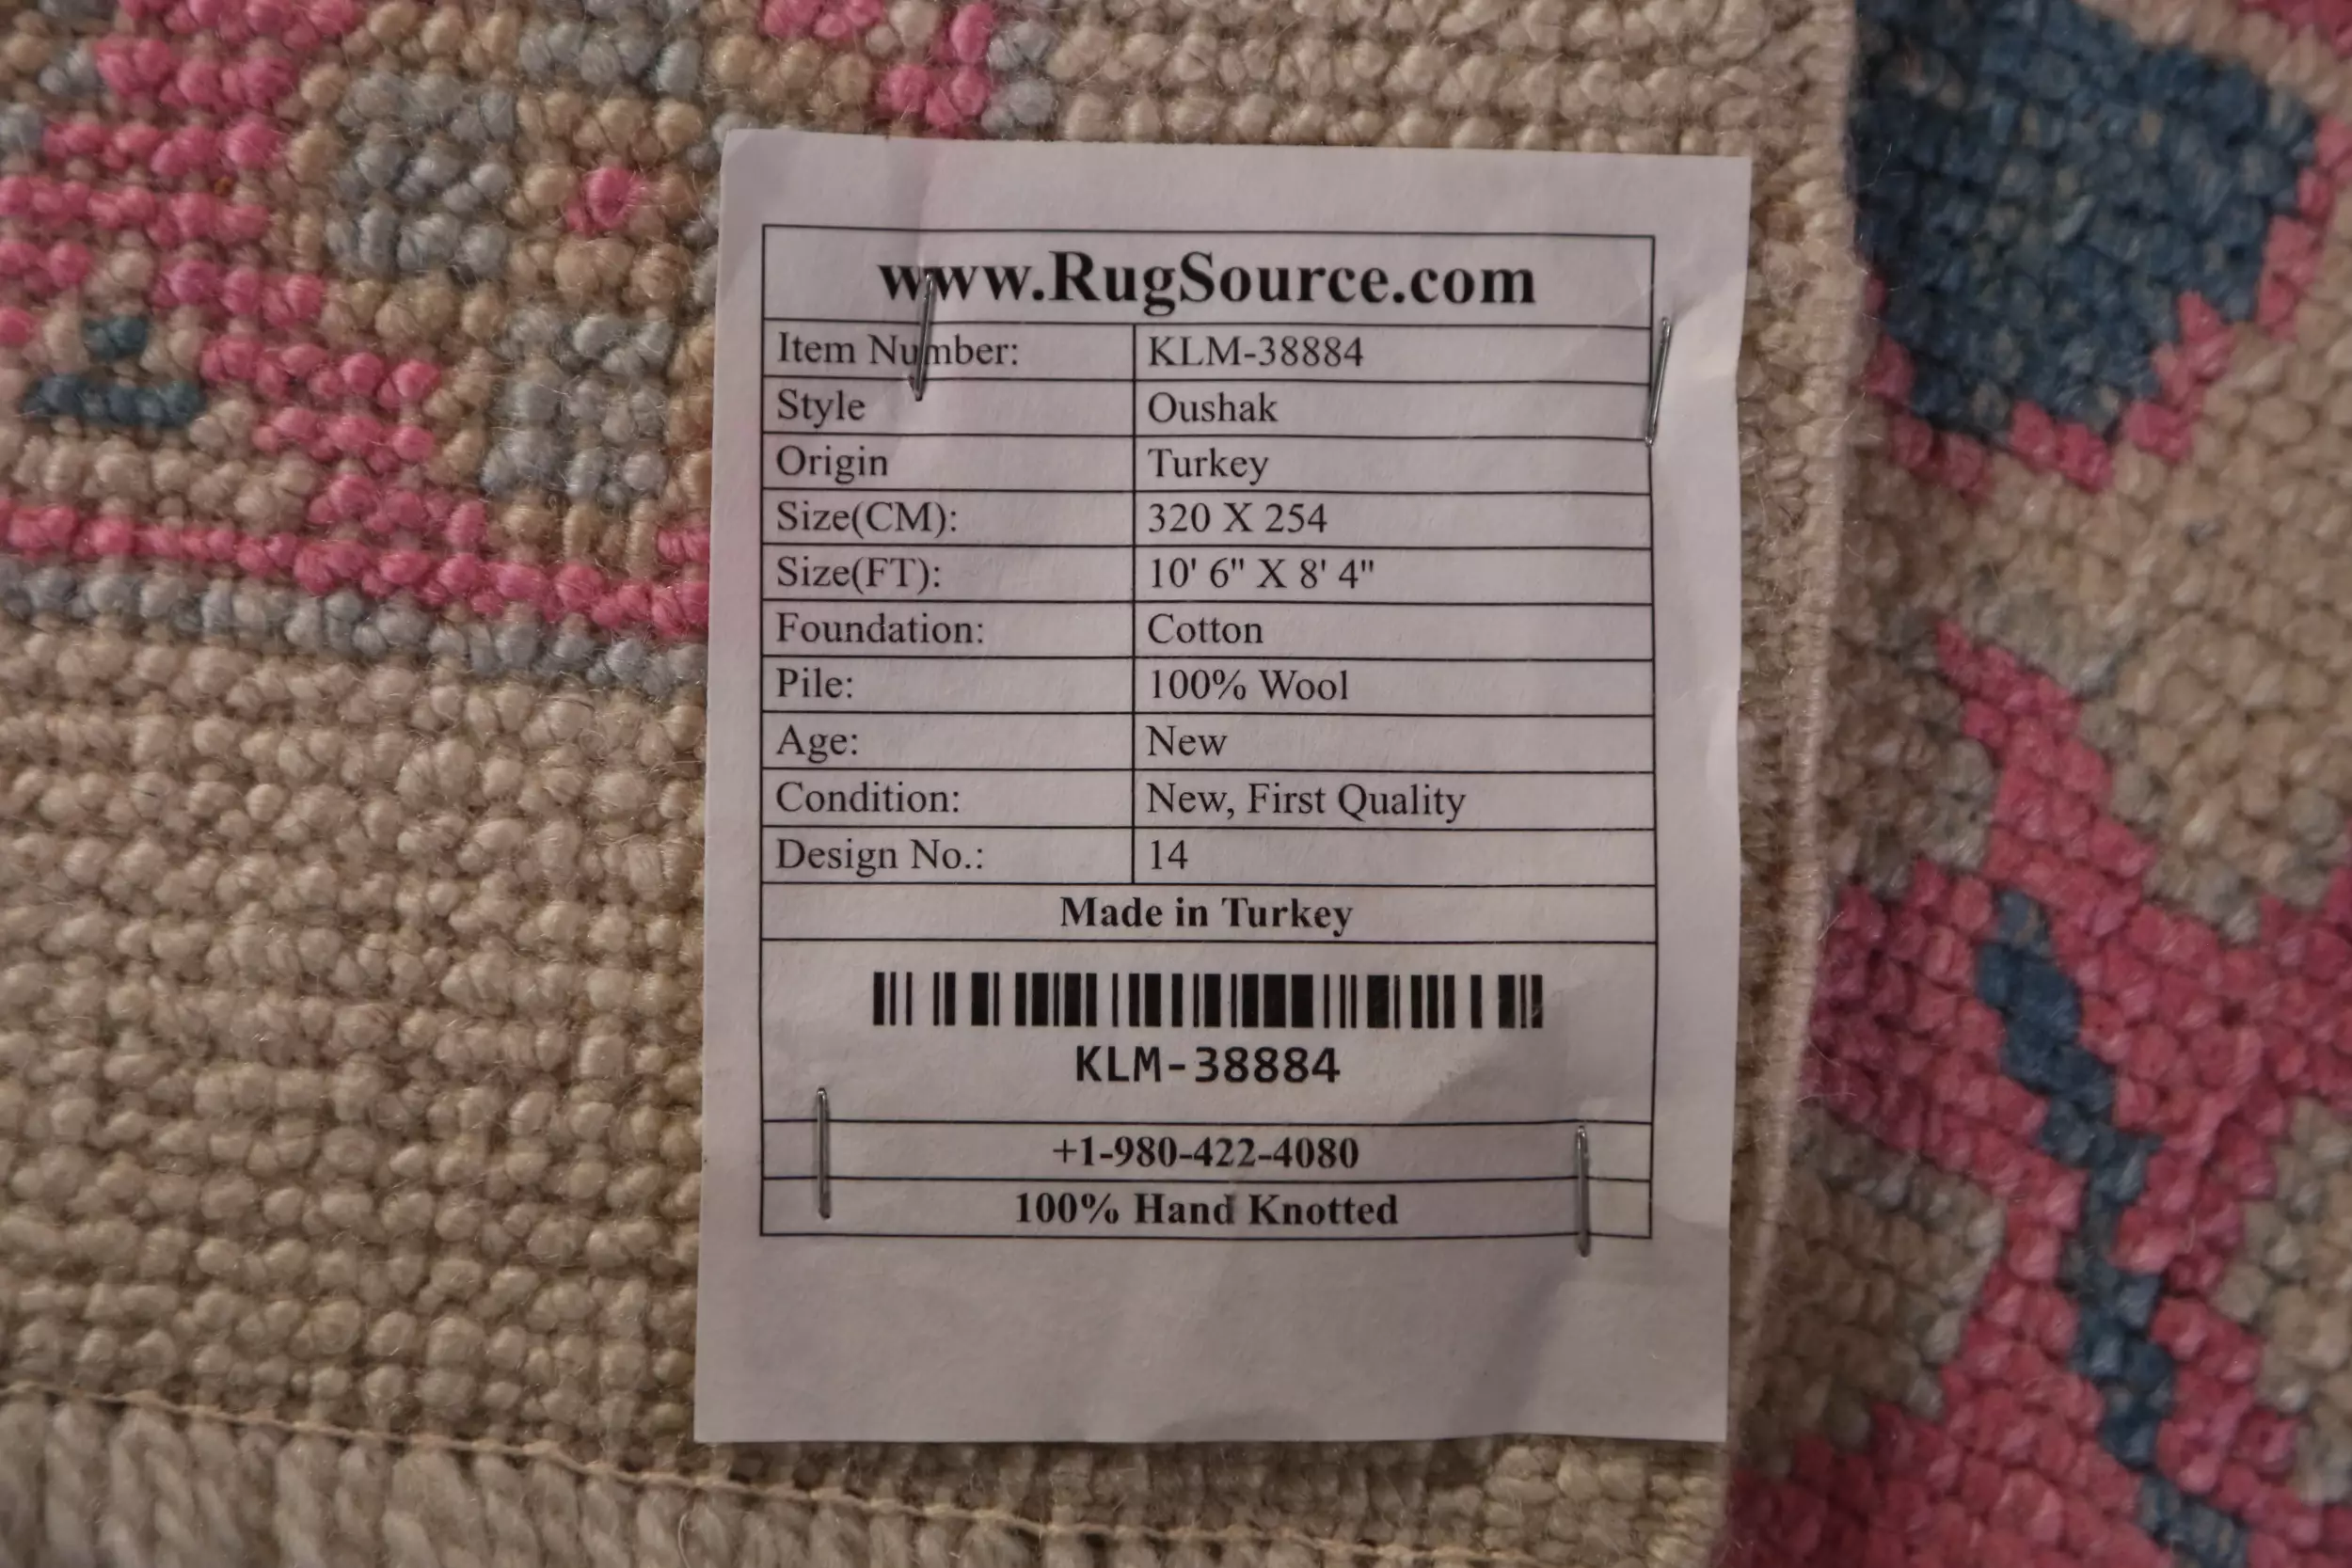 www.RugSource.com
Item Number: KLM-38884
Style Oushak
Origin Turkey
Size(CM): 320 X 254
Size(FT): 10' 6" X 8' 4"
Foundation: Cotton
Pile: 100% Wool
Age: New
Condition: New, First Quality
Design No.: 14
Made in Turkey
KLM-38884
+1-980-422-4080
100% Hand Knotted